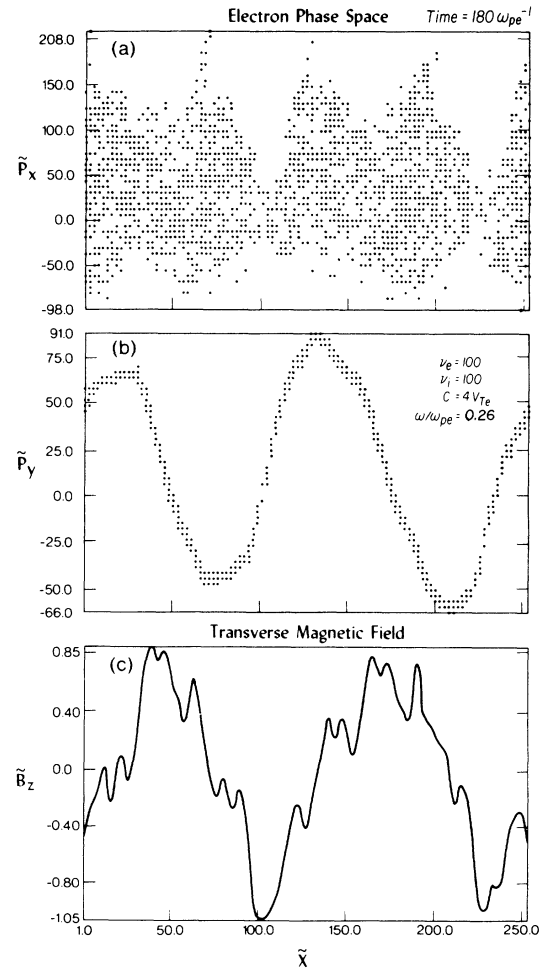 Electron Phase Space Time = 180 ωpe⁻¹
(a)
208.0
150.0
100.0
50.0
0.0
-50.0
-98.0
P̃x
(b)
91.0
75.0
50.0
25.0
0.0
-25.0
-50.0
-66.0
P̃y
νe = 100
νi = 100
C = 4 VTe
ω/ωpe = 0.26
Transverse Magnetic Field
(c)
0.85
0.40
0.0
-0.40
-0.80
-1.05
B̃z
1.0 50.0 100.0 150.0 200.0 250.0
X̃